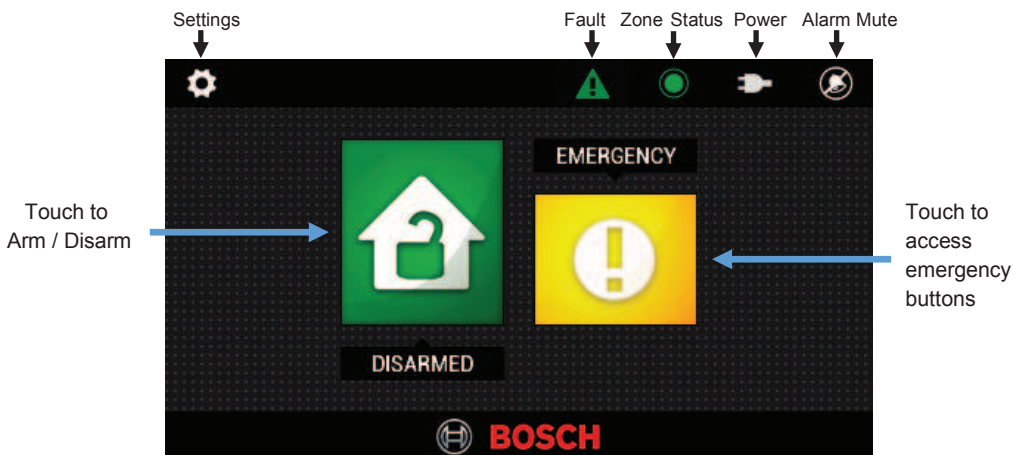 Settings
Fault
Zone Status
Power
Alarm Mute
EMERGENCY
Touch to
Arm / Disarm
Touch to
access
emergency
buttons
DISARMED
BOSCH